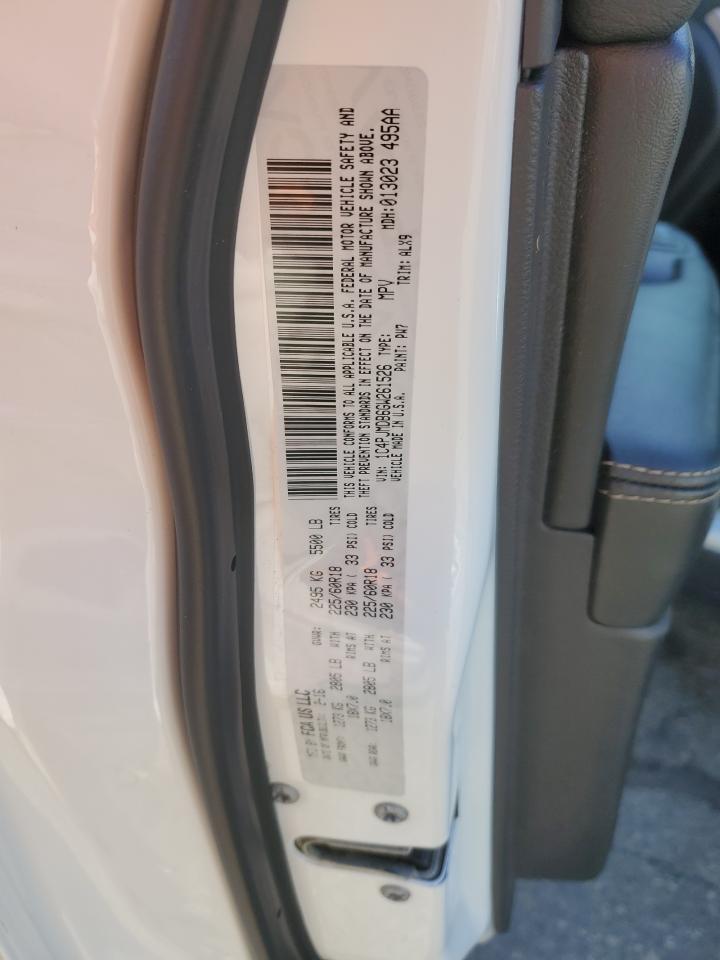 MFD BY FCA US LLC
DATE OF MFR 2-16 GVWR: 2495 KG 5500 LB
GAWR FRONT: 1273 KG 2805 LB WITH 225/60R18 TIRES
18X7.0 RIMS AT 230 KPA ( 33 PSI) COLD
GAWR REAR: 1273 KG 2805 LB WITH 225/60R18 TIRES
18X7.0 RIMS AT 230 KPA ( 33 PSI) COLD
THIS VEHICLE CONFORMS TO ALL APPLICABLE U.S.A. FEDERAL MOTOR VEHICLE SAFETY AND
THEFT PREVENTION STANDARDS IN EFFECT ON THE DATE OF MANUFACTURE SHOWN ABOVE.
VIN: 1C4PJMDB6GW261526 TYPE: MPV MDH:013023 495AA
VEHICLE MADE IN U.S.A. PAINT: PW7 TRIM: ALX9